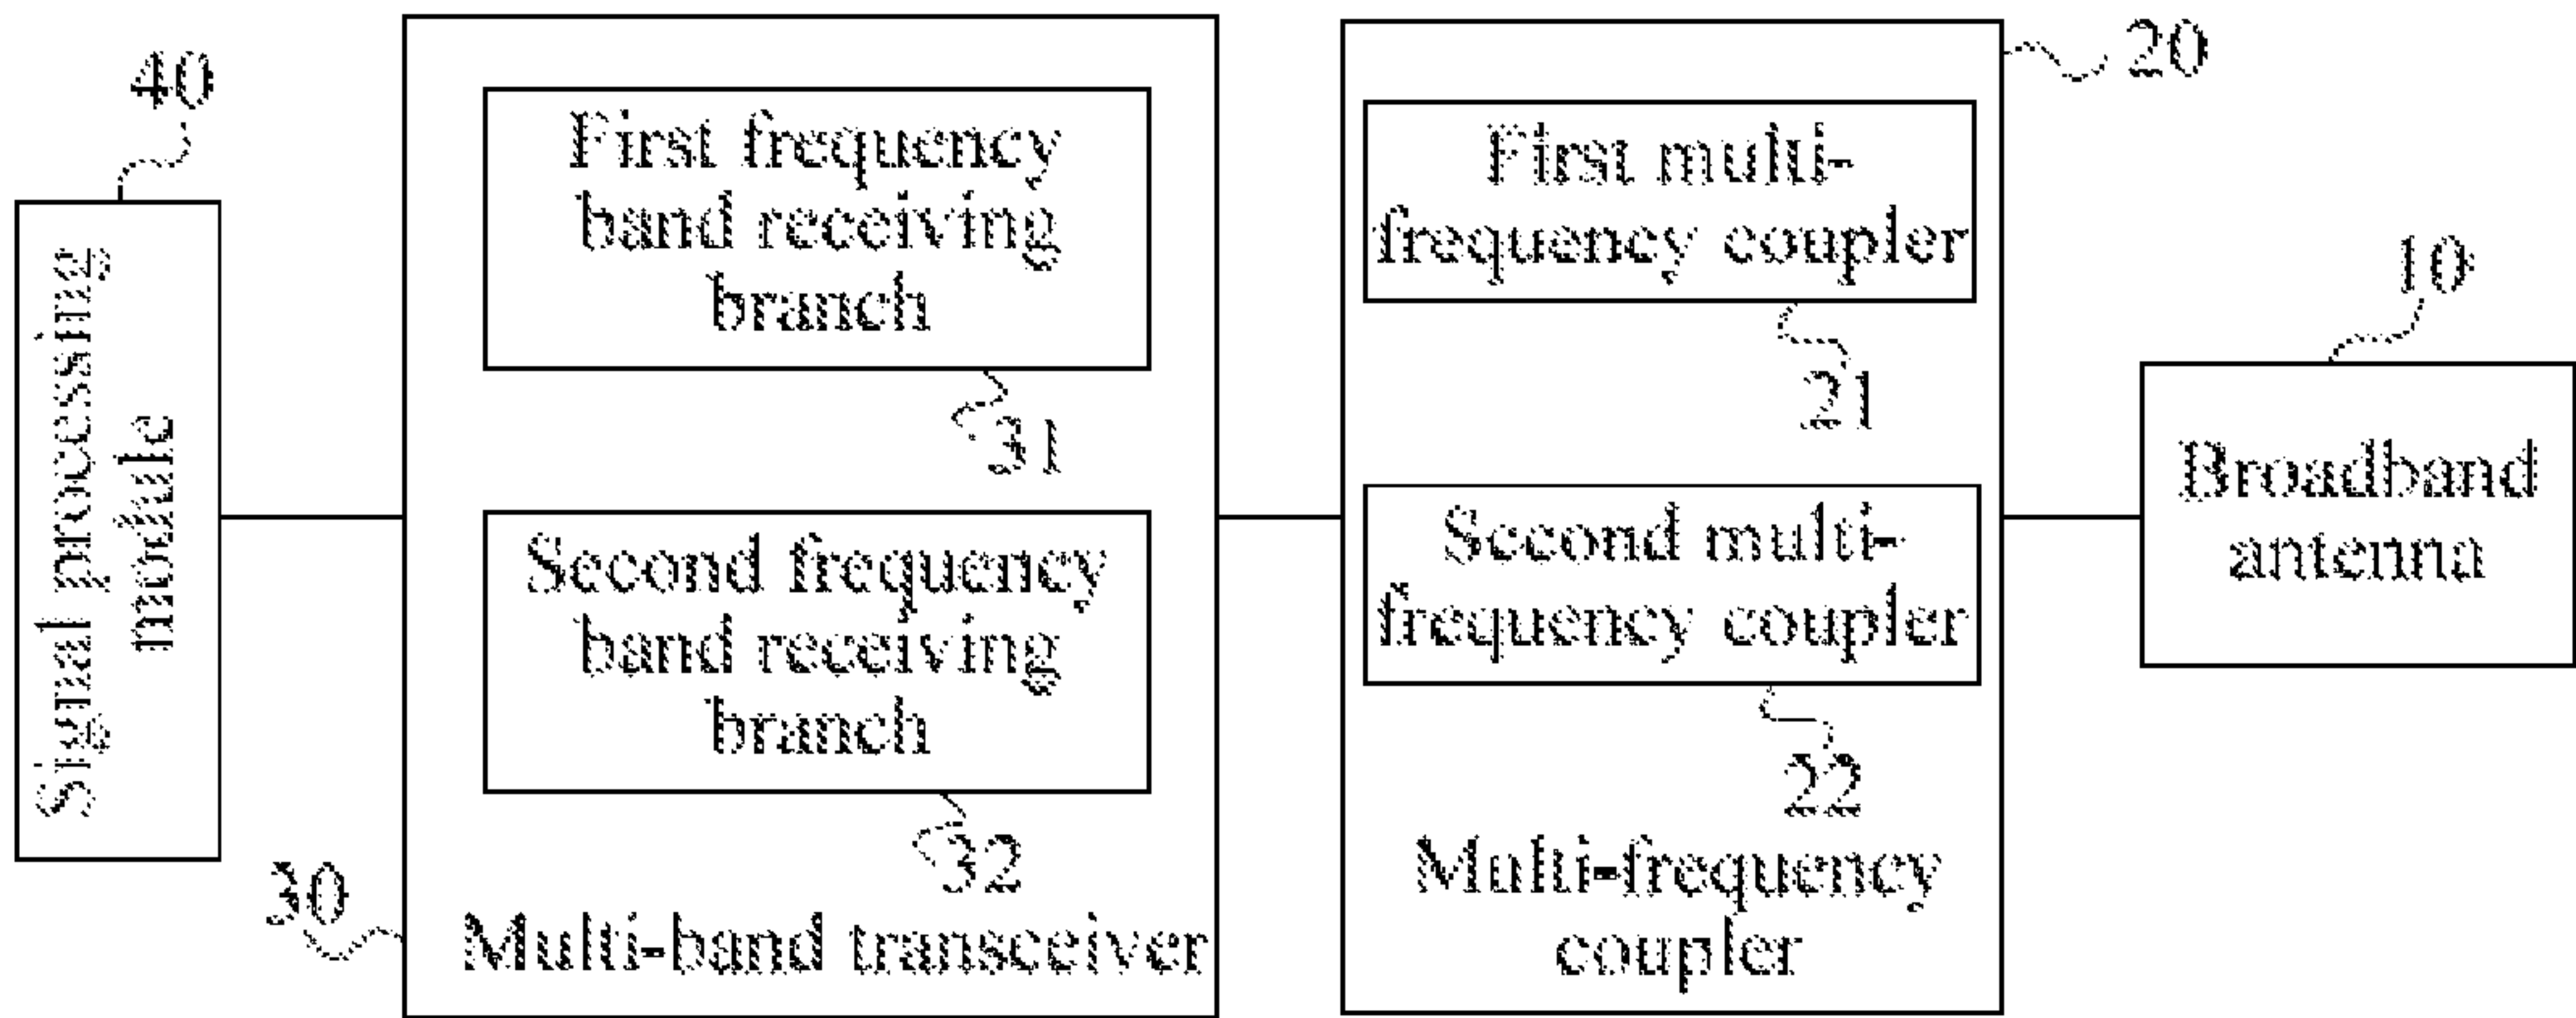 40
Signal processing
module
First frequency
band receiving
branch
31
Second frequency
band receiving
branch
32
30
Multi-band transceiver
20
First multi-
frequency coupler
21
Second multi-
frequency coupler
22
Multi-frequency
coupler
10
Broadband
antenna